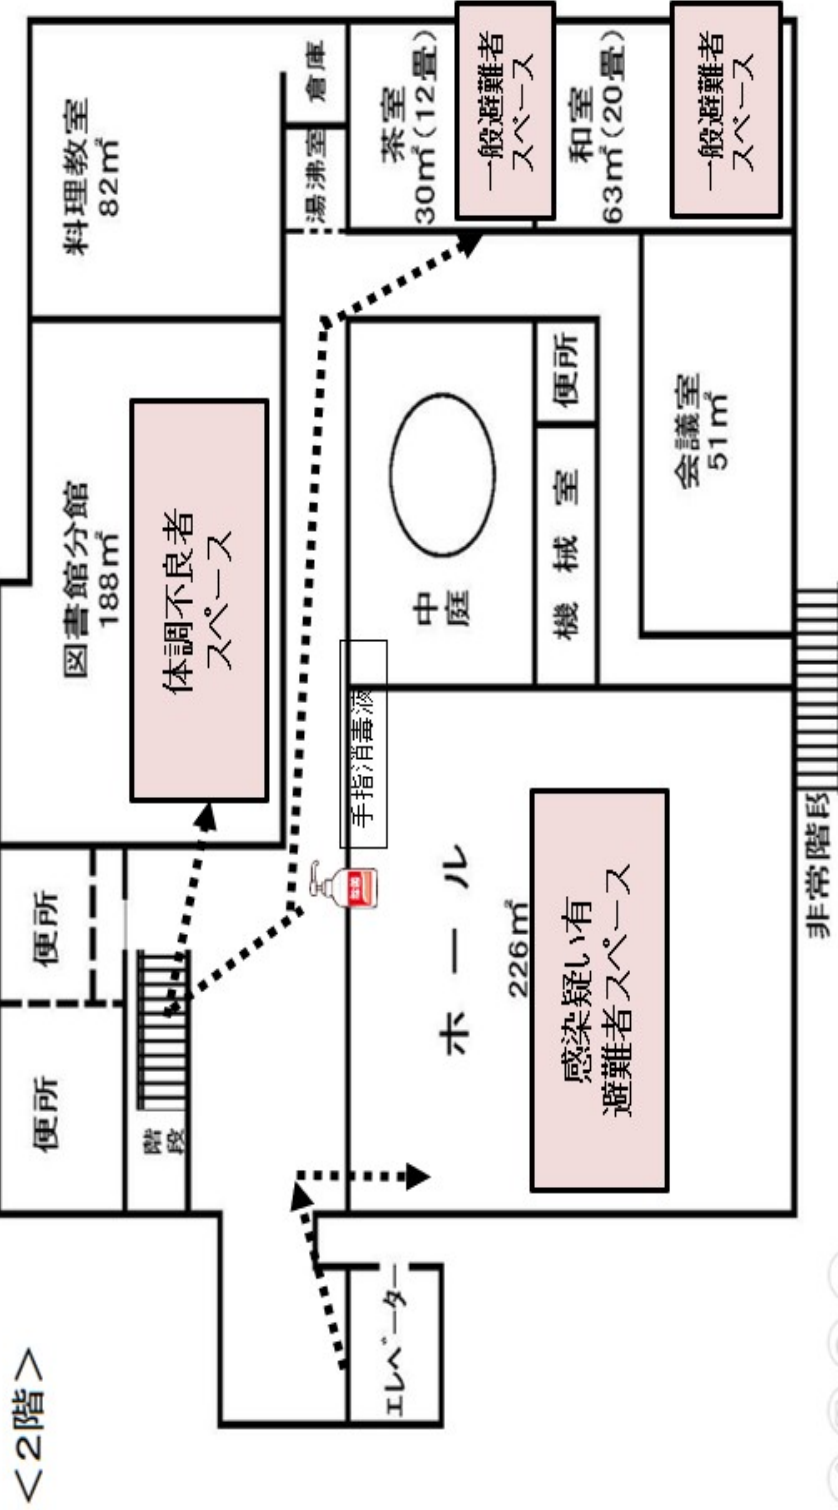 <2階>
料理教室
82㎡
倉庫
湯沸室
茶室
30㎡(12畳)
一般避難者
スペース
和室
63㎡(20畳)
一般避難者
スペース
図書館分館
188㎡
体調不良者
スペース
中庭
便所
機械室
会議室
51㎡
手指消毒液
便所
便所
階段
ホール
226㎡
感染疑い有
避難者スペース
非常階段
エレベーター